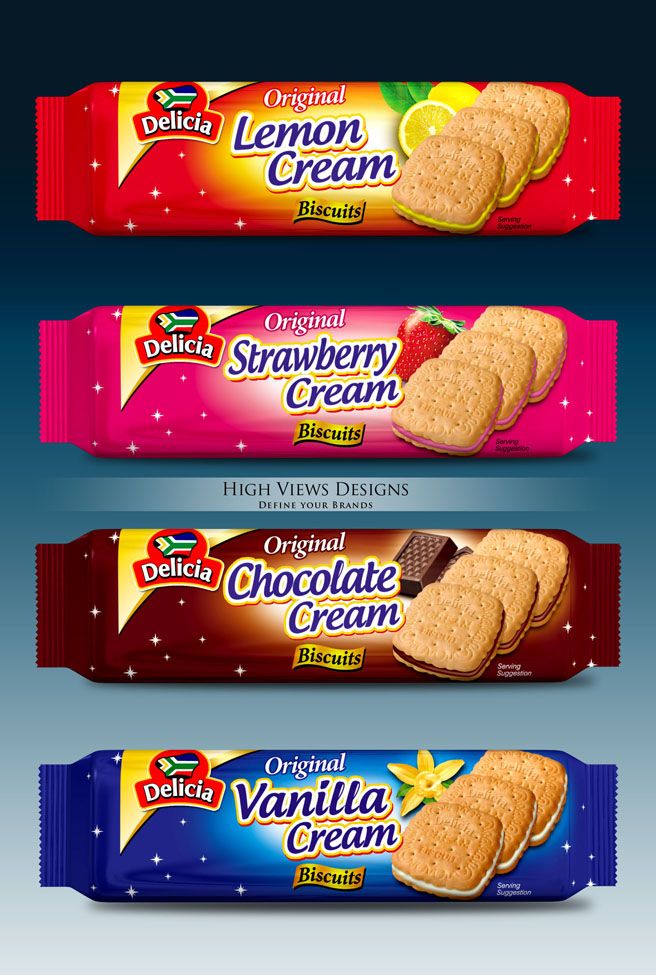 Delicia
Original
Lemon
Cream
Biscuits
Serving
Suggestion
Delicia
Original
Strawberry
Cream
Biscuits
Serving
Suggestion
HIGH VIEWS DESIGNS
DEFINE YOUR BRANDS
Delicia
Original
Chocolate
Cream
Biscuits
Serving
Suggestion
Delicia
Original
Vanilla
Cream
Biscuits
Serving
Suggestion